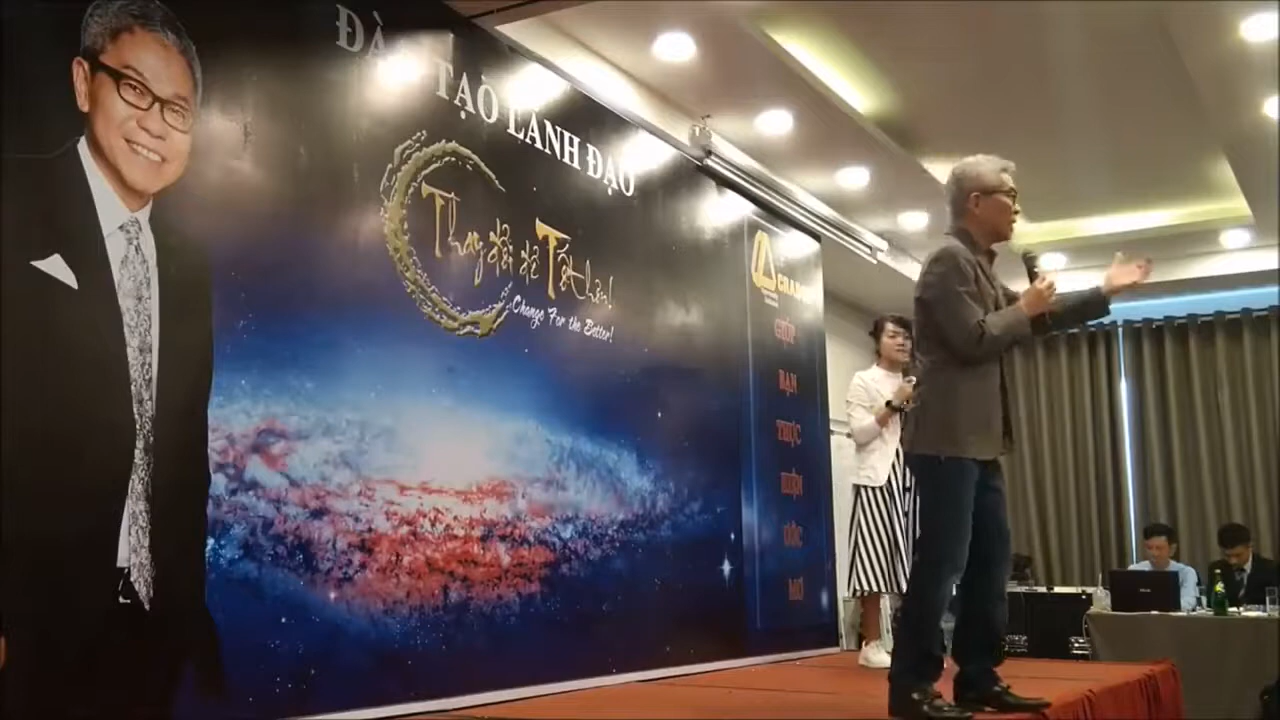 TẠO LÃNH ĐẠO
Thay đổi để Tốt hơn!
Change For the Better!
GIÚP
BẠN
THỰC
HIỆN
ƯỚC
MƠ